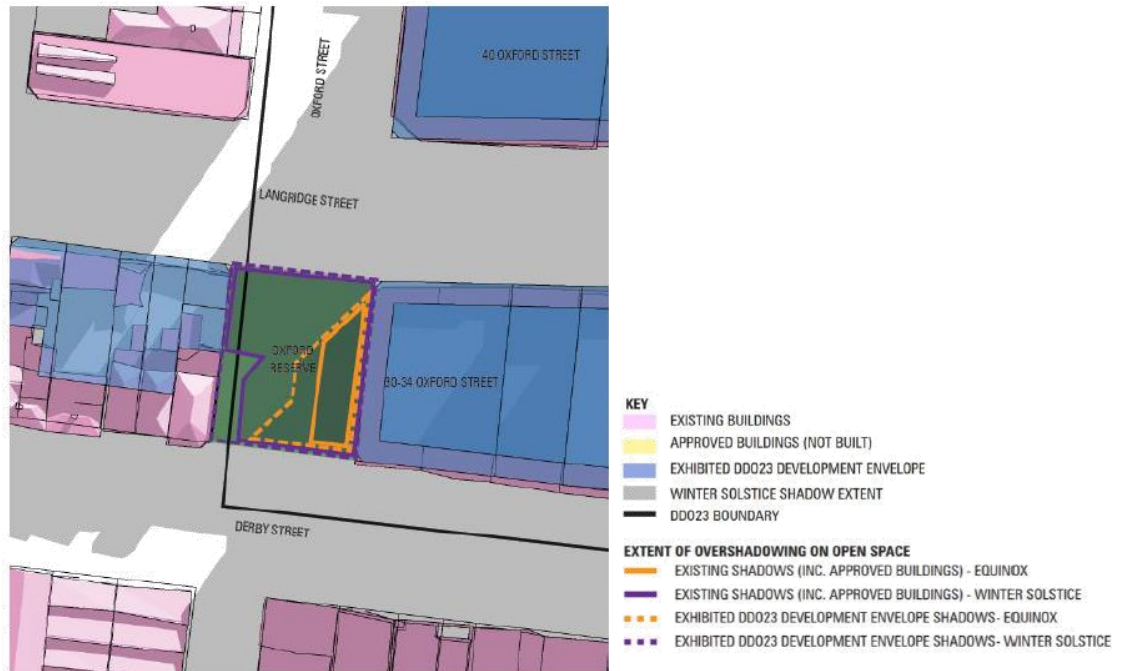 40 OXFORD STREET
OXFORD STREET
LANGRIDGE STREET
OXFORD
RESERVE
30-34 OXFORD STREET
DERBY STREET
KEY
EXISTING BUILDINGS
APPROVED BUILDINGS (NOT BUILT)
EXHIBITED DDO23 DEVELOPMENT ENVELOPE
WINTER SOLSTICE SHADOW EXTENT
DDO23 BOUNDARY
EXTENT OF OVERSHADOWING ON OPEN SPACE
EXISTING SHADOWS (INC. APPROVED BUILDINGS) - EQUINOX
EXISTING SHADOWS (INC. APPROVED BUILDINGS) - WINTER SOLSTICE
EXHIBITED DDO23 DEVELOPMENT ENVELOPE SHADOWS- EQUINOX
EXHIBITED DDO23 DEVELOPMENT ENVELOPE SHADOWS- WINTER SOLSTICE